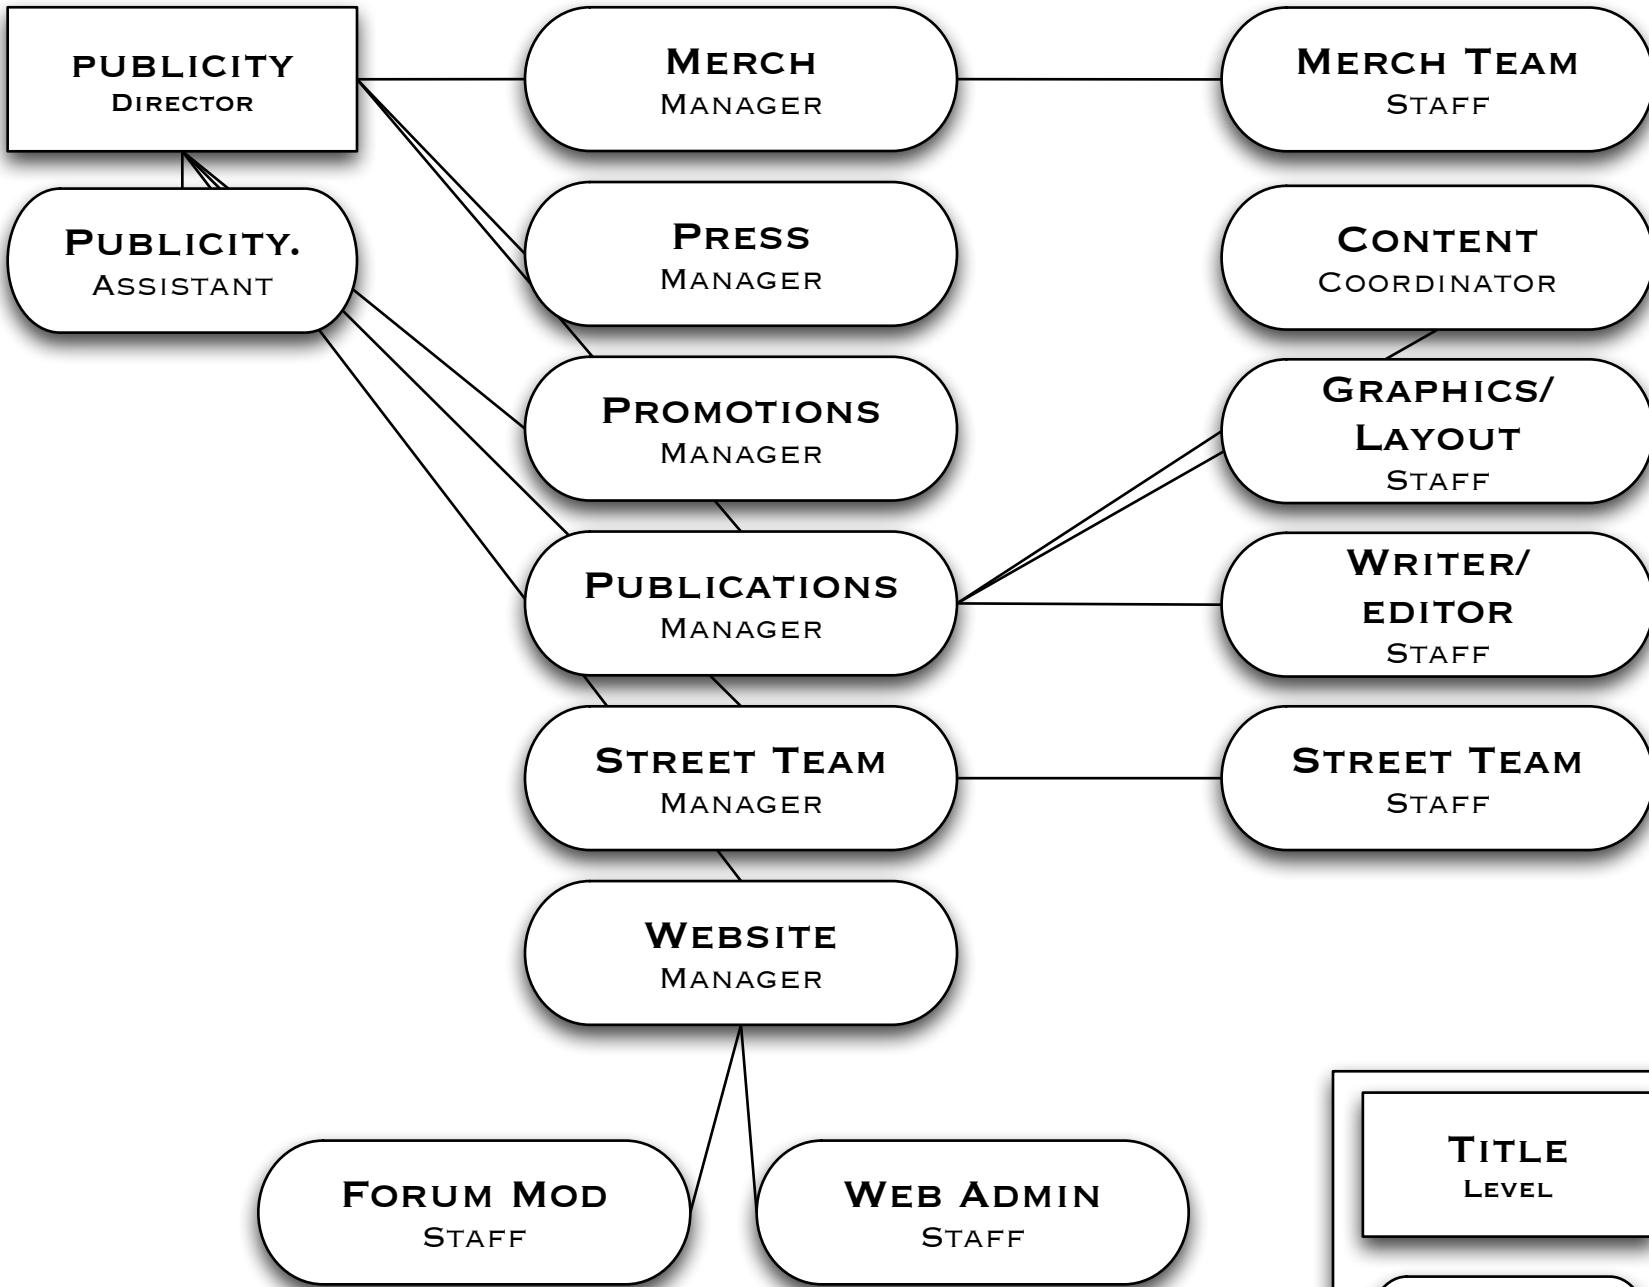 PUBLICITY
DIRECTOR
MERCH
MANAGER
MERCH TEAM
STAFF
PUBLICITY.
ASSISTANT
PRESS
MANAGER
CONTENT
COORDINATOR
PROMOTIONS
MANAGER
GRAPHICS/
LAYOUT
STAFF
PUBLICATIONS
MANAGER
WRITER/
EDITOR
STAFF
STREET TEAM
MANAGER
STREET TEAM
STAFF
WEBSITE
MANAGER
FORUM MOD
STAFF
WEB ADMIN
STAFF
TITLE
LEVEL